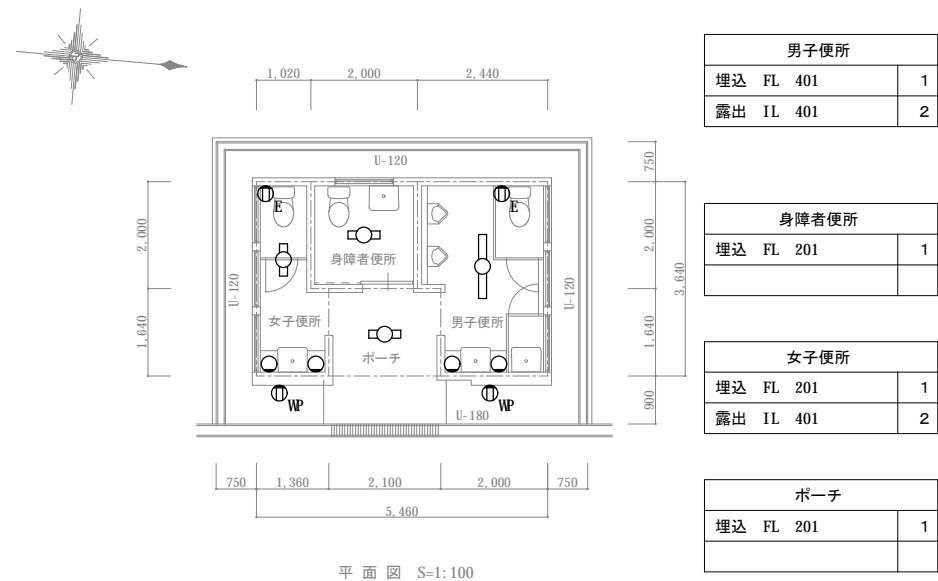 1,020 2,000 2,440
U-120
750
2,000 2,000
3,640
1,640 1,640
900
U-120 U-120
E E
身障者便所
女子便所 男子便所
ポーチ
WP WP
U-180
750 1,360 2,100 2,000 750
5,460
平面図 S=1:100
男子便所
埋込 FL 401 1
露出 IL 401 2
身障者便所
埋込 FL 201 1
女子便所
埋込 FL 201 1
露出 IL 401 2
ポーチ
埋込 FL 201 1